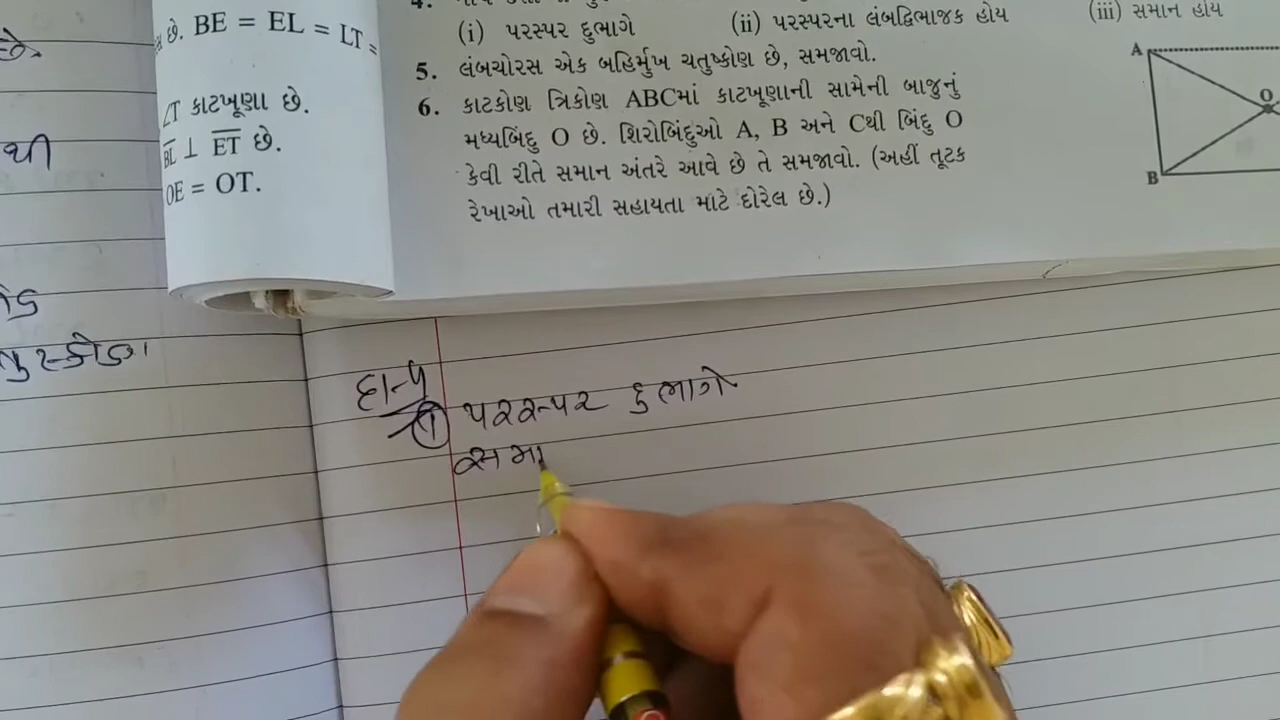 છે. BE = EL = LT =
∠T કાટખૂણા છે.
BL ⊥ ET છે.
OE = OT.
(i) પરસ્પર દુભાગે (ii) પરસ્પરના લંબદ્વિભાજક હોય (iii) સમાન હોય
5. લંબચોરસ એક બહિર્મુખ ચતુષ્કોણ છે, સમજાવો.
6. કાટકોણ ત્રિકોણ ABCમાં કાટખૂણાની સામેની બાજુનું
મધ્યબિંદુ O છે. શિરોબિંદુઓ A, B અને Cથી બિંદુ O
કેવી રીતે સમાન અંતરે આવે છે તે સમજાવો. (અહીં તૂટક
રેખાઓ તમારી સહાયતા માટે દોરેલ છે.)
A
O
B
છે.
થી
દા-4
(i) પરસ્પર દુભાગે
સમા